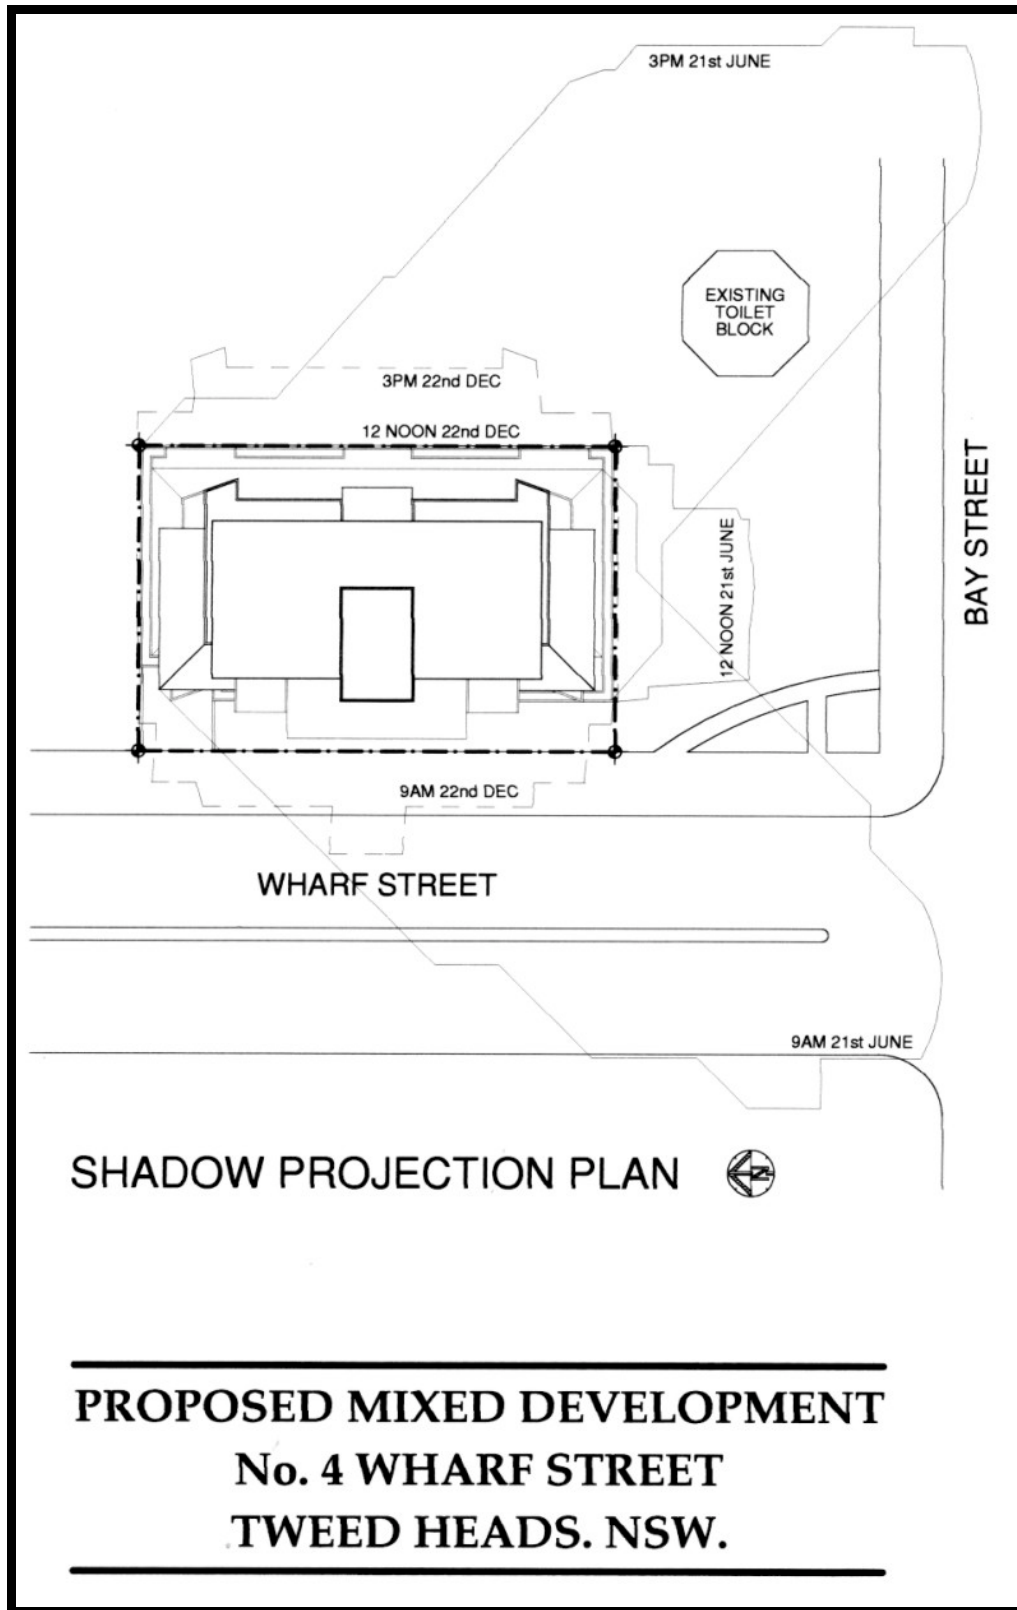 3PM 21st JUNE
EXISTING
TOILET
BLOCK
3PM 22nd DEC
12 NOON 22nd DEC
12 NOON 21st JUNE
BAY STREET
9AM 22nd DEC
WHARF STREET
9AM 21st JUNE
SHADOW PROJECTION PLAN
N
PROPOSED MIXED DEVELOPMENT
No. 4 WHARF STREET
TWEED HEADS. NSW.